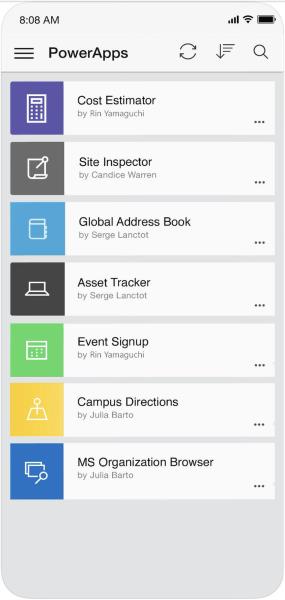 8:08 AM
PowerApps
Cost Estimator
by Rin Yamaguchi
Site Inspector
by Candice Warren
Global Address Book
by Serge Lanctot
Asset Tracker
by Serge Lanctot
Event Signup
by Rin Yamaguchi
Campus Directions
by Julia Barto
MS Organization Browser
by Julia Barto